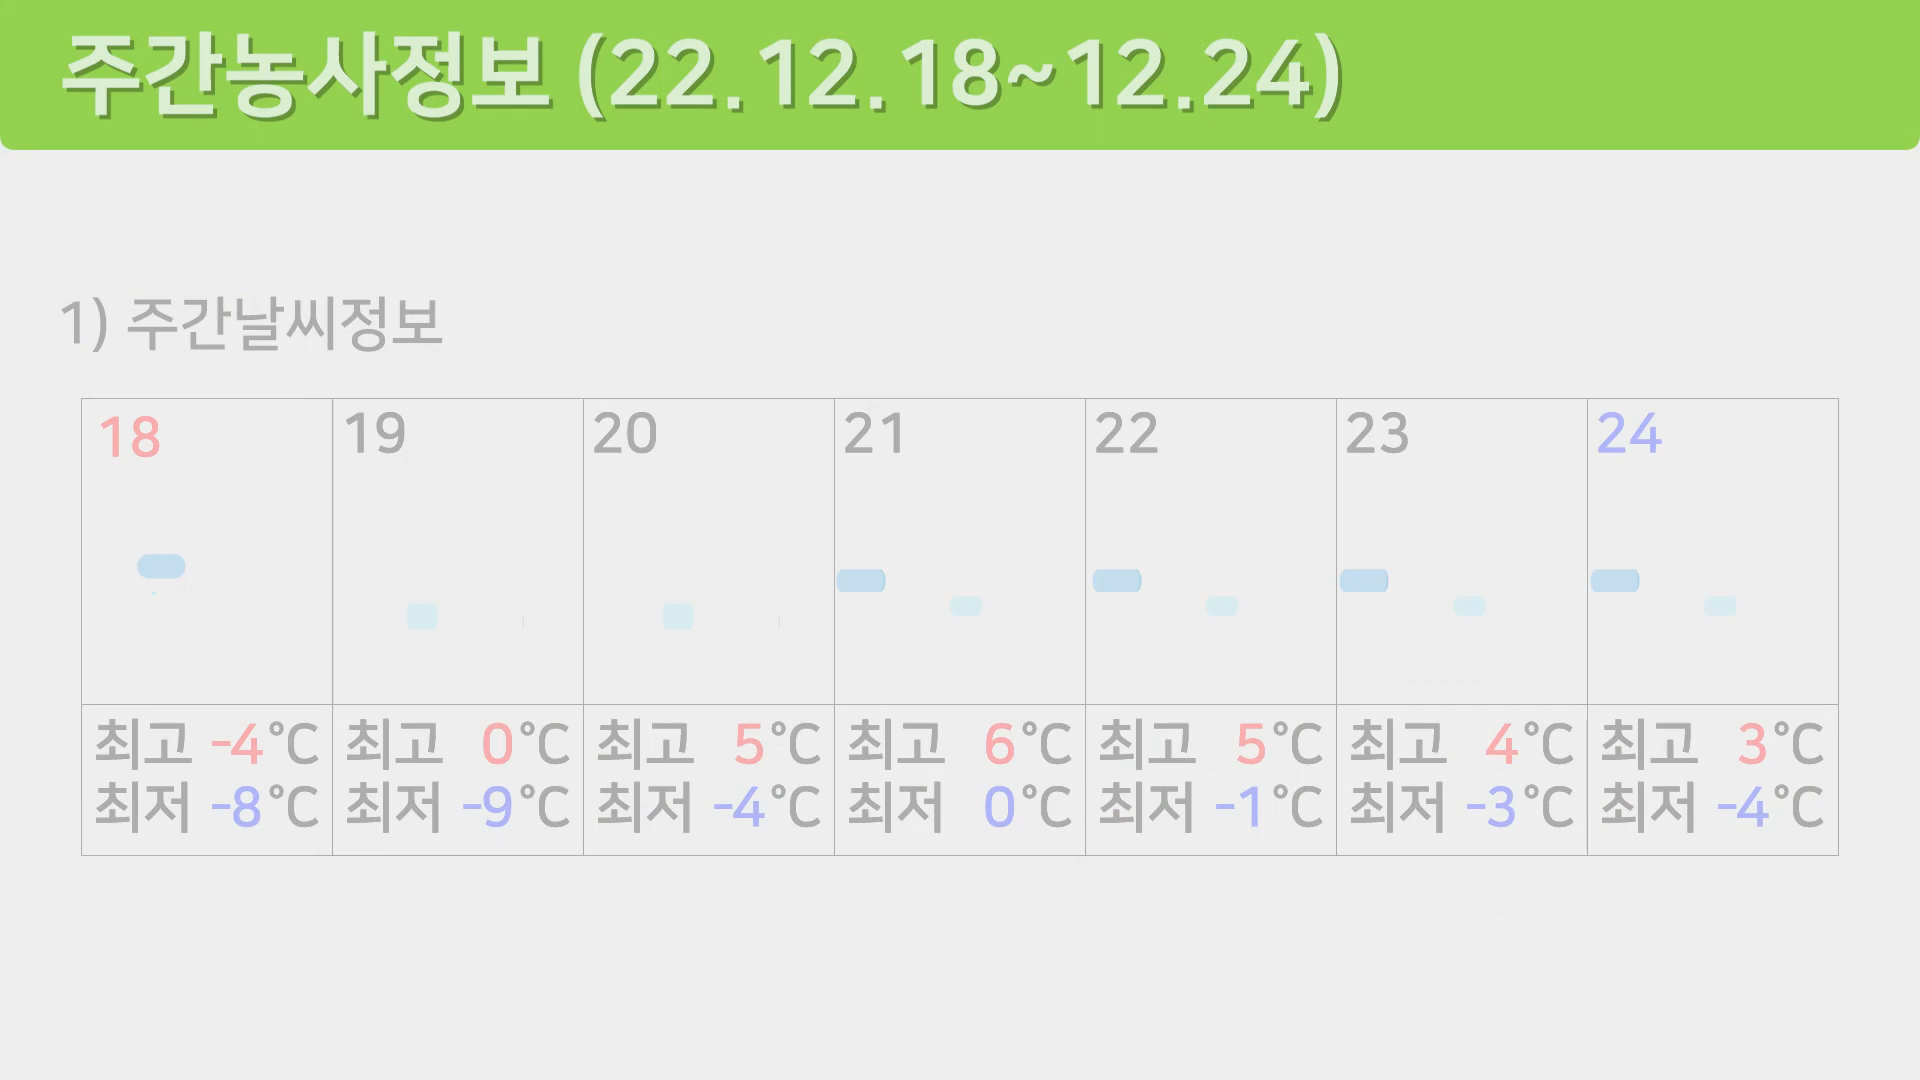 주간농사정보 (22.12.18~12.24)
1) 주간날씨정보
18 19 20 21 22 23 24
최고 -4℃ 최고 0℃ 최고 5℃ 최고 6℃ 최고 5℃ 최고 4℃ 최고 3℃
최저 -8℃ 최저 -9℃ 최저 -4℃ 최저 0℃ 최저 -1℃ 최저 -3℃ 최저 -4℃